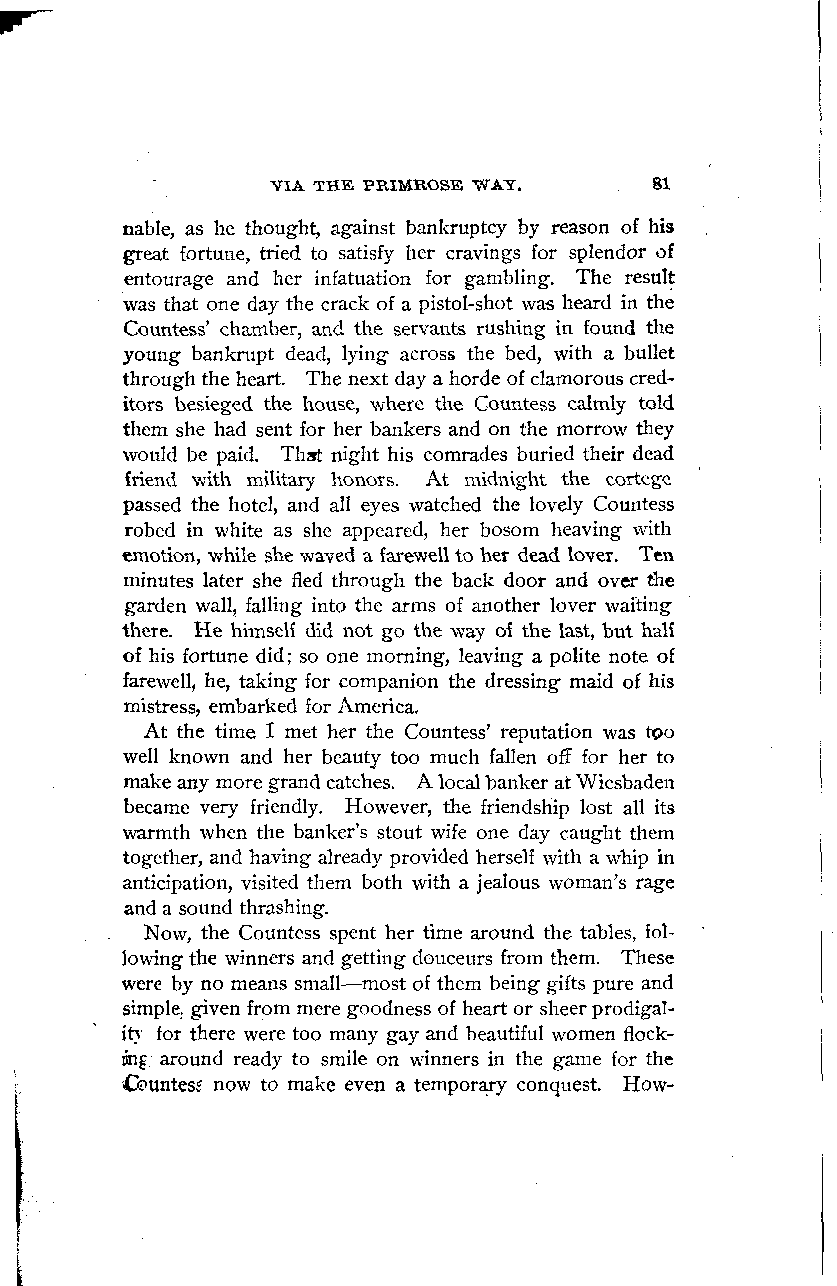 VIA THE PRIMROSE WAY. 81
nable, as he thought, against bankruptcy by reason of his
great fortune, tried to satisfy her cravings for splendor of
entourage and her infatuation for gambling. The result
was that one day the crack of a pistol-shot was heard in the
Countess' chamber, and the servants rushing in found the
young bankrupt dead, lying across the bed, with a bullet
through the heart. The next day a horde of clamorous cred-
itors besieged the house, where the Countess calmly told
them she had sent for her bankers and on the morrow they
would be paid. That night his comrades buried their dead
friend with military honors. At midnight the cortege
passed the hotel, and all eyes watched the lovely Countess
robed in white as she appeared, her bosom heaving with
emotion, while she waved a farewell to her dead lover. Ten
minutes later she fled through the back door and over the
garden wall, falling into the arms of another lover waiting
there. He himself did not go the way of the last, but half
of his fortune did; so one morning, leaving a polite note of
farewell, he, taking for companion the dressing maid of his
mistress, embarked for America.
At the time I met her the Countess' reputation was too
well known and her beauty too much fallen off for her to
make any more grand catches. A local banker at Wiesbaden
became very friendly. However, the friendship lost all its
warmth when the banker's stout wife one day caught them
together, and having already provided herself with a whip in
anticipation, visited them both with a jealous woman's rage
and a sound thrashing.
Now, the Countess spent her time around the tables, fol-
lowing the winners and getting douceurs from them. These
were by no means small—most of them being gifts pure and
simple, given from mere goodness of heart or sheer prodigal-
ity for there were too many gay and beautiful women flock-
ing around ready to smile on winners in the game for the
Countess now to make even a temporary conquest. How-